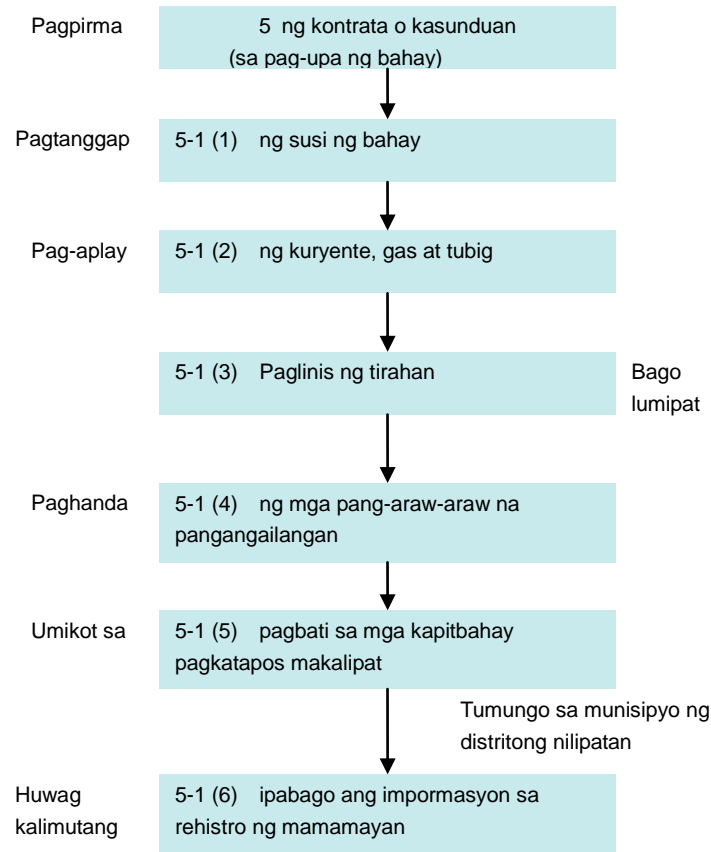 Pagpirma
5 ng kontrata o kasunduan
(sa pag-upa ng bahay)
Pagtanggap
5-1 (1) ng susi ng bahay
Pag-aplay
5-1 (2) ng kuryente, gas at tubig
5-1 (3) Paglinis ng tirahan
Bago
lumipat
Paghanda
5-1 (4) ng mga pang-araw-araw na
pangangailangan
Umikot sa
5-1 (5) pagbati sa mga kapitbahay
pagkatapos makalipat
Tumungo sa munisipyo ng
distritong nilipatan
Huwag
kalimutang
5-1 (6) ipabago ang impormasyon sa
rehistro ng mamamayan